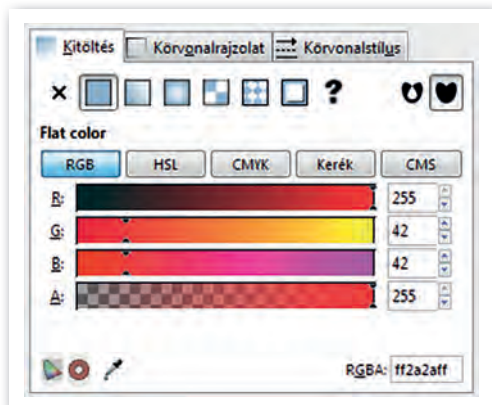 Kitöltés Körvonalrajzolat Körvonalstílus
× ?
Flat color
RGB HSL CMYK Kerék CMS
R: 255
G: 42
B: 42
A: 255
RGBA: ff2a2aff